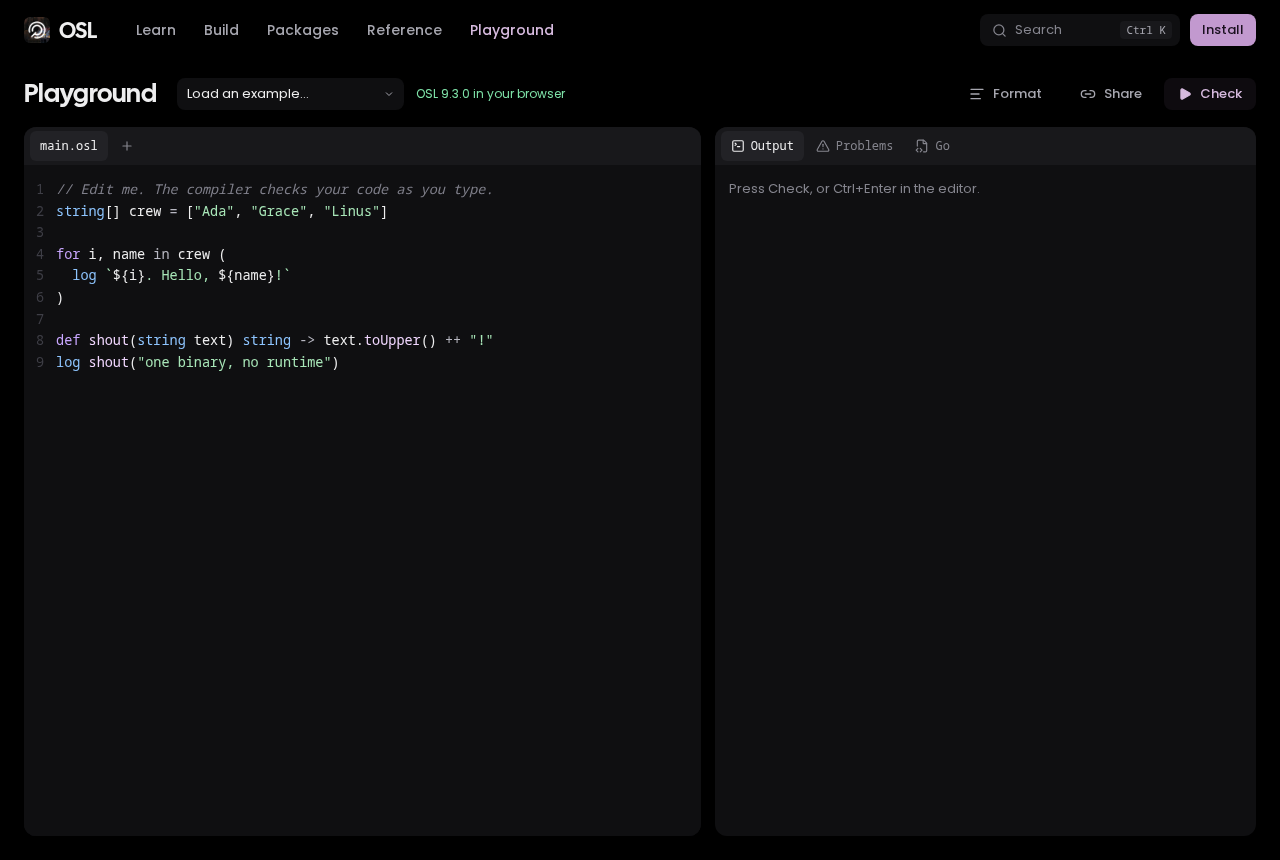 OSL
Learn
Build
Packages
Reference
Playground
Search
Ctrl K
Install
Playground
Load an example...
OSL 9.3.0 in your browser
Format
Share
Check
main.osl
Output
Problems
Go
1 // Edit me. The compiler checks your code as you type.
2 string[] crew = ["Ada", "Grace", "Linus"]
3
4 for i, name in crew (
5   log `${i}. Hello, ${name}!`
6 )
7
8 def shout(string text) string -> text.toUpper() ++ "!"
9 log shout("one binary, no runtime")
Press Check, or Ctrl+Enter in the editor.